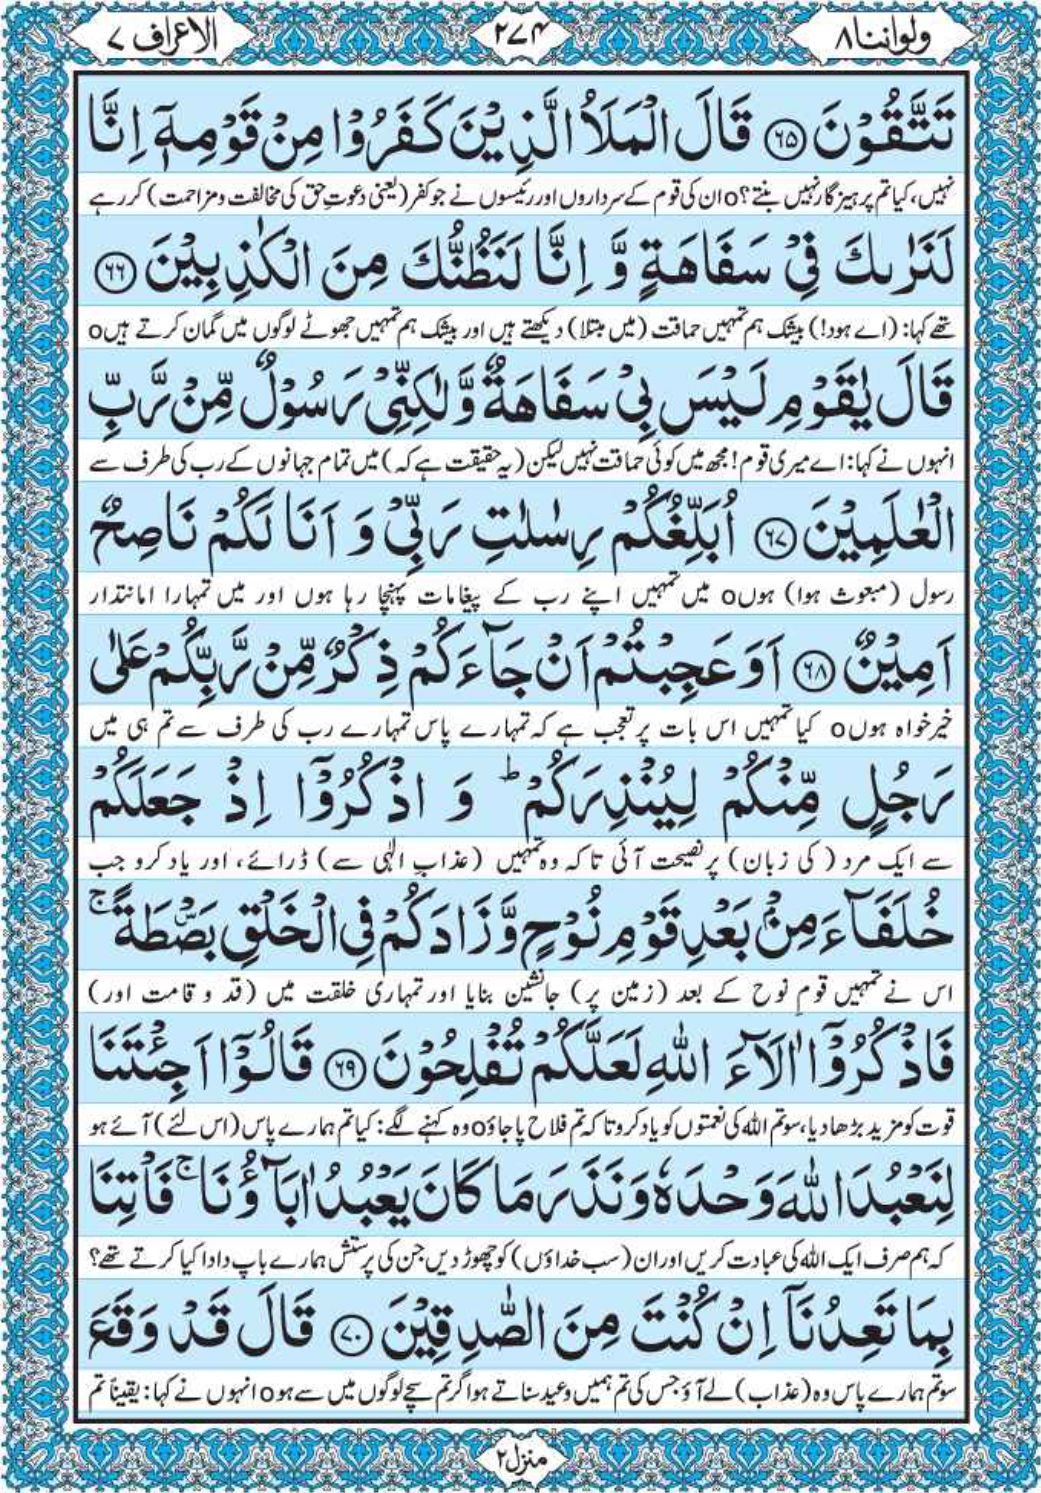 ولواننا ٨ ٢٧٤ الاعراف ٧
تَتَّقُوْنَ ﴿۶۵﴾ قَالَ الْمَلَاُ الَّذِيْنَ كَفَرُوْا مِنْ قَوْمِهٖۤ اِنَّا
نہیں، کیا تم پرہیزگار نہیں بنتے؟o ان کی قوم کے سرداروں اور رئیسوں نے جو کفر (یعنی دعوتِ حق کی مخالفت و مزاحمت) کر رہے
لَنَرٰىكَ فِيْ سَفَاهَةٍ وَّ اِنَّا لَنَظُنُّكَ مِنَ الْكٰذِبِيْنَ ﴿۶۶﴾
تھے کہا: (اے ہود!) بیشک ہم تمہیں حماقت (میں مبتلا) دیکھتے ہیں اور بیشک ہم تمہیں جھوٹے لوگوں میں گمان کرتے ہیںo
قَالَ يٰقَوْمِ لَيْسَ بِيْ سَفَاهَةٌ وَّ لٰكِنِّيْ رَسُوْلٌ مِّنْ رَّبِّ
انہوں نے کہا: اے میری قوم! مجھ میں کوئی حماقت نہیں لیکن (یہ حقیقت ہے کہ) میں تمام جہانوں کے رب کی طرف سے
الْعٰلَمِيْنَ ﴿۶۷﴾ اُبَلِّغُكُمْ رِسٰلٰتِ رَبِّيْ وَ اَنَا لَكُمْ نَاصِحٌ
رسول (مبعوث ہوا) ہوںo میں تمہیں اپنے رب کے پیغامات پہنچا رہا ہوں اور میں تمہارا امانتدار
اَمِيْنٌ ﴿۶۸﴾ اَوَ عَجِبْتُمْ اَنْ جَآءَكُمْ ذِكْرٌ مِّنْ رَّبِّكُمْ عَلٰى
خیرخواہ ہوںo کیا تمہیں اس بات پر تعجب ہے کہ تمہارے پاس تمہارے رب کی طرف سے تم ہی میں
رَجُلٍ مِّنْكُمْ لِيُنْذِرَكُمْ ؕ وَ اذْكُرُوْۤا اِذْ جَعَلَكُمْ
سے ایک مرد (کی زبان) پر نصیحت آئی تاکہ وہ تمہیں (عذابِ الٰہی سے) ڈرائے، اور یاد کرو جب
خُلَفَآءَ مِنْۢ بَعْدِ قَوْمِ نُوْحٍ وَّ زَادَكُمْ فِي الْخَلْقِ بَصْۜطَةً ۚ
اس نے تمہیں قومِ نوح کے بعد (زمین پر) جانشین بنایا اور تمہاری خلقت میں (قد و قامت اور)
فَاذْكُرُوْۤا اٰلَآءَ اللّٰهِ لَعَلَّكُمْ تُفْلِحُوْنَ ﴿۶۹﴾ قَالُوْۤا اَجِئْتَنَا
قوت کو مزید بڑھا دیا، سو تم اللہ کی نعمتوں کو یاد کرو تاکہ تم فلاح پا جاؤo وہ کہنے لگے: کیا تم ہمارے پاس (اس لئے) آئے ہو
لِنَعْبُدَ اللّٰهَ وَحْدَهٗ وَ نَذَرَ مَا كَانَ يَعْبُدُ اٰبَآؤُنَا ۚ فَاْتِنَا
کہ ہم صرف ایک اللہ کی عبادت کریں اور ان (سب خداؤں) کو چھوڑ دیں جن کی پرستش ہمارے باپ دادا کیا کرتے تھے؟
بِمَا تَعِدُنَاۤ اِنْ كُنْتَ مِنَ الصّٰدِقِيْنَ ﴿۷۰﴾ قَالَ قَدْ وَقَعَ
سو تم ہمارے پاس وہ (عذاب) لے آؤ جس کی تم ہمیں وعید سناتے ہو اگر تم سچے لوگوں میں سے ہوo انہوں نے کہا: یقیناً تم
منزل ٢